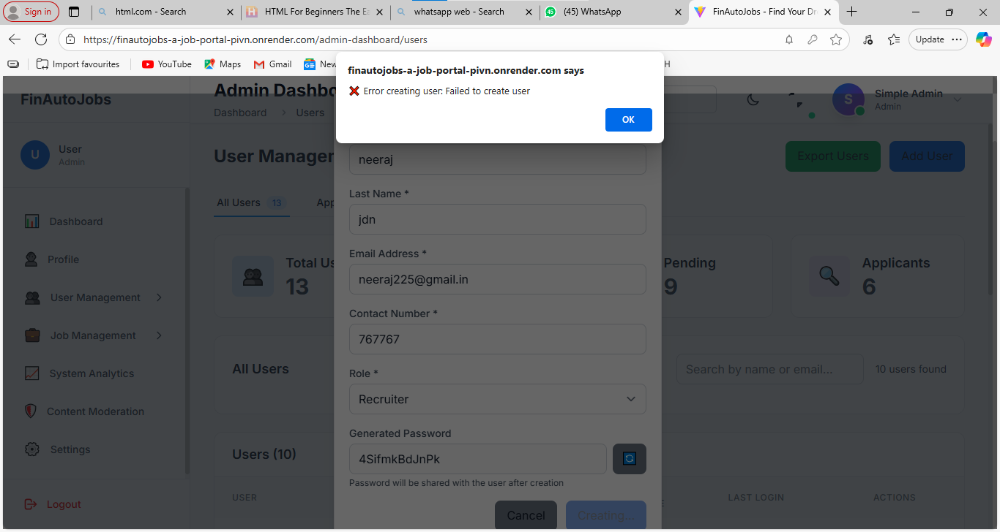 Sign in
html.com - Search
HTML For Beginners The Ea
whatsapp web - Search
45
(45) WhatsApp
FinAutoJobs - Find Your Dr
https://finautojobs-a-job-portal-pivn.onrender.com/admin-dashboard/users
Update
Import favourites
YouTube
Maps
Gmail
New
H
finautojobs-a-job-portal-pivn.onrender.com says
❌ Error creating user: Failed to create user
OK
FinAutoJobs
Admin Dashbo
Dashboard > Users
S
Simple Admin
Admin
U
User
Admin
Dashboard
Profile
User Management
Job Management
System Analytics
Content Moderation
Settings
Logout
User Manager
Export Users
Add User
All Users 13
App
Total Us
13
Pending
9
Applicants
6
All Users
Search by name or email...
10 users found
Users (10)
USER
LAST LOGIN
ACTIONS
neeraj
Last Name *
jdn
Email Address *
neeraj225@gmail.in
Contact Number *
767767
Role *
Recruiter
Generated Password
4SifmkBdJnPk
Password will be shared with the user after creation
Cancel
Creating...